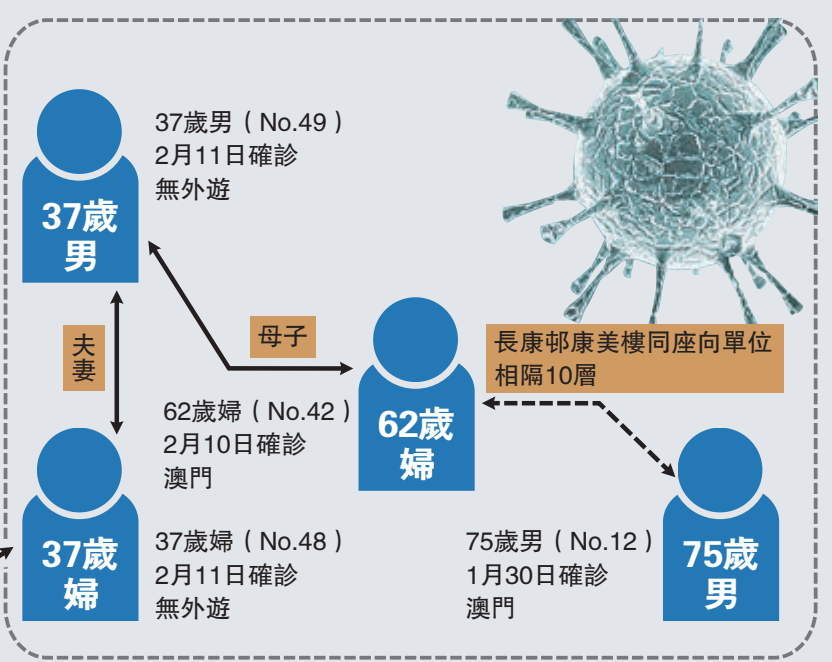 37歲男（No.49）
2月11日確診
無外遊
37歲
男
夫
妻
母子
長康邨康美樓同座向單位
相隔10層
62歲婦（No.42）
2月10日確診
澳門
62歲
婦
37歲
婦
37歲婦（No.48）
2月11日確診
無外遊
75歲男（No.12）
1月30日確診
澳門
75歲
男